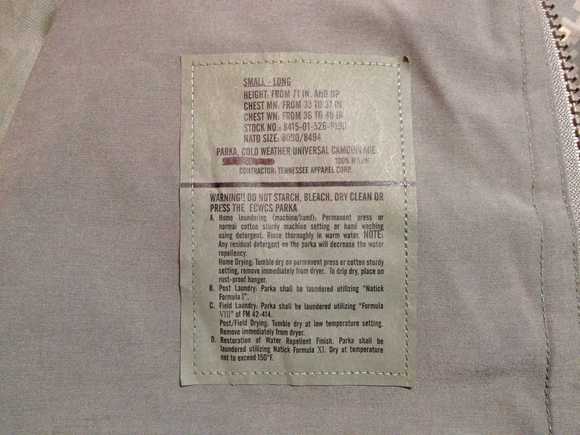 SMALL - LONG
HEIGHT: FROM 71 IN. AND UP
CHEST MN. FROM 33 TO 37 IN
CHEST WN. FROM 36 TO 40 IN
STOCK NO.: 8415-01-526-9190
NATO SIZE: 8090/8494
PARKA, COLD WEATHER UNIVERSAL CAMOUFLAGE
100% NYLON
CONTRACTOR: TENNESSEE APPAREL CORP.
WARNING!! DO NOT STARCH, BLEACH, DRY CLEAN OR
PRESS THE ECWCS PARKA
A. Home laundering (machine/hand): Permanent press or
normal cotton sturdy machine setting or hand washing
using detergent. Rinse thoroughly in warm water. NOTE:
Any residual detergent on the parka will decrease the water
repellency.
Home Drying: Tumble dry on permanent press or cotton sturdy
setting, remove immediately from dryer. To drip dry, place on
rust-proof hanger.
B. Post Laundry: Parka shall be laundered utilizing "Natick
Formula I".
C. Field Laundry: Parka shall be laundered utilizing "Formula
VIII" of FM 42-414.
Post/Field Drying: Tumble dry at low temperature setting.
Remove immediately from dryer.
D. Restoration of Water Repellent Finish. Parka shall be
laundered utilizing Natick Formula XI. Dry at temperature
not to exceed 150°F.